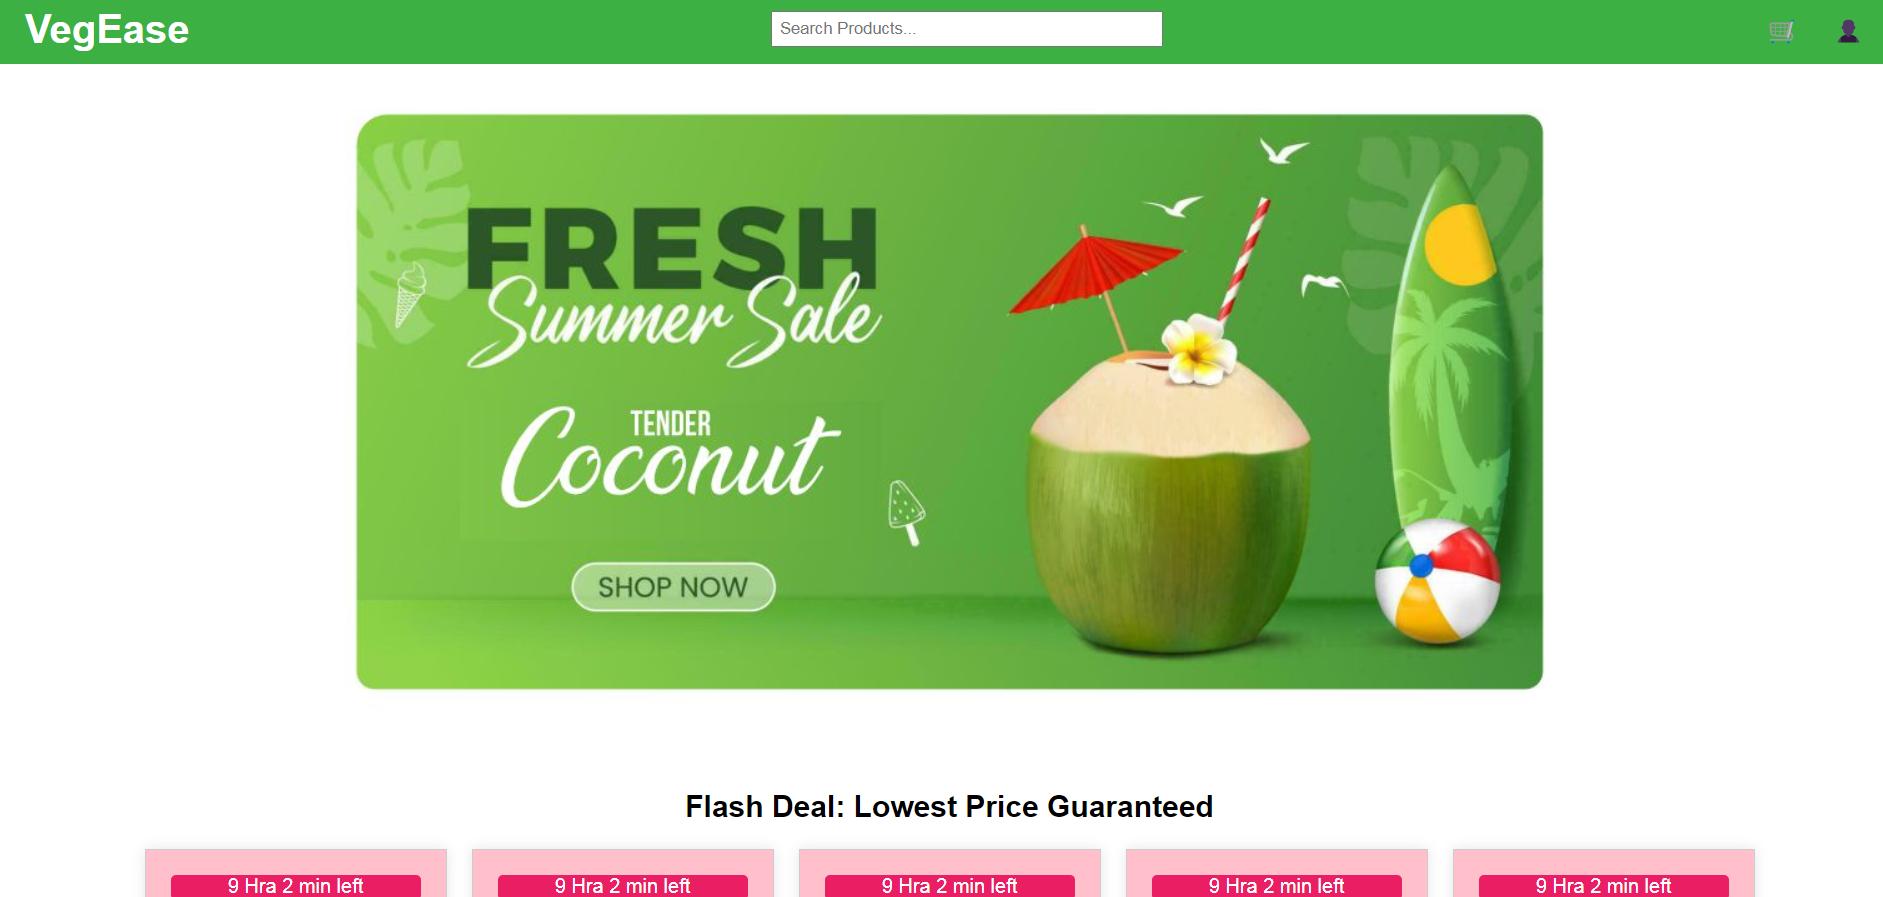 VegEase
Search Products...
FRESH
Summer Sale
TENDER
Coconut
SHOP NOW
Flash Deal: Lowest Price Guaranteed
9 Hra 2 min left
9 Hra 2 min left
9 Hra 2 min left
9 Hra 2 min left
9 Hra 2 min left